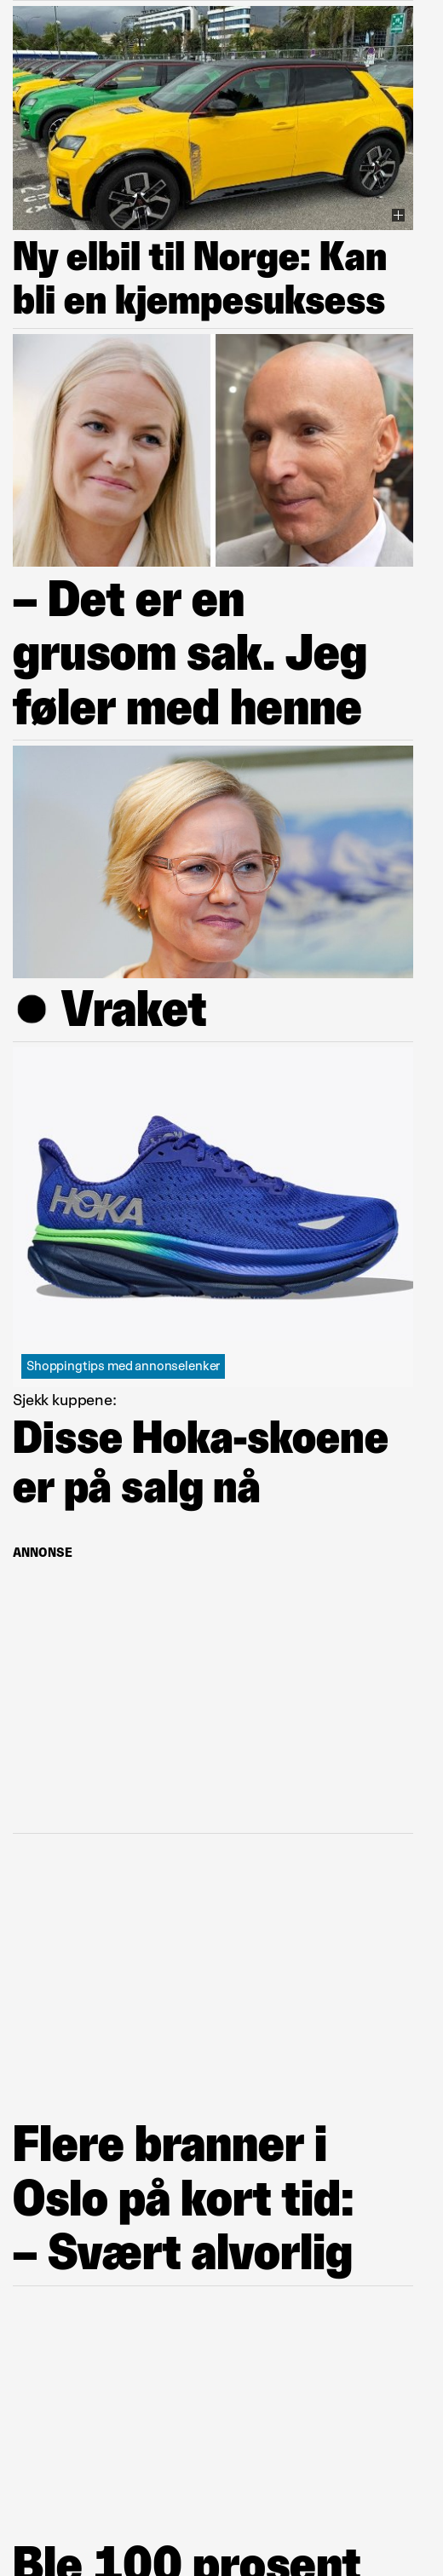 Ny elbil til Norge: Kan
bli en kjempesuksess
– Det er en
grusom sak. Jeg
føler med henne
● Vraket
HOKA
Shoppingtips med annonselenker
Sjekk kuppene:
Disse Hoka-skoene
er på salg nå
ANNONSE
Flere branner i
Oslo på kort tid:
– Svært alvorlig
Ble 100 prosent